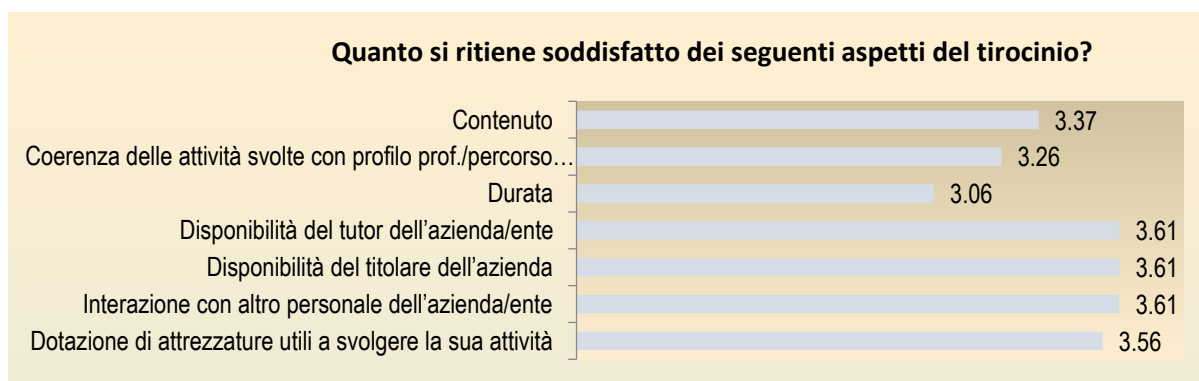 Quanto si ritiene soddisfatto dei seguenti aspetti del tirocinio?
Contenuto 3.37
Coerenza delle attività svolte con profilo prof./percorso… 3.26
Durata 3.06
Disponibilità del tutor dell’azienda/ente 3.61
Disponibilità del titolare dell’azienda 3.61
Interazione con altro personale dell’azienda/ente 3.61
Dotazione di attrezzature utili a svolgere la sua attività 3.56